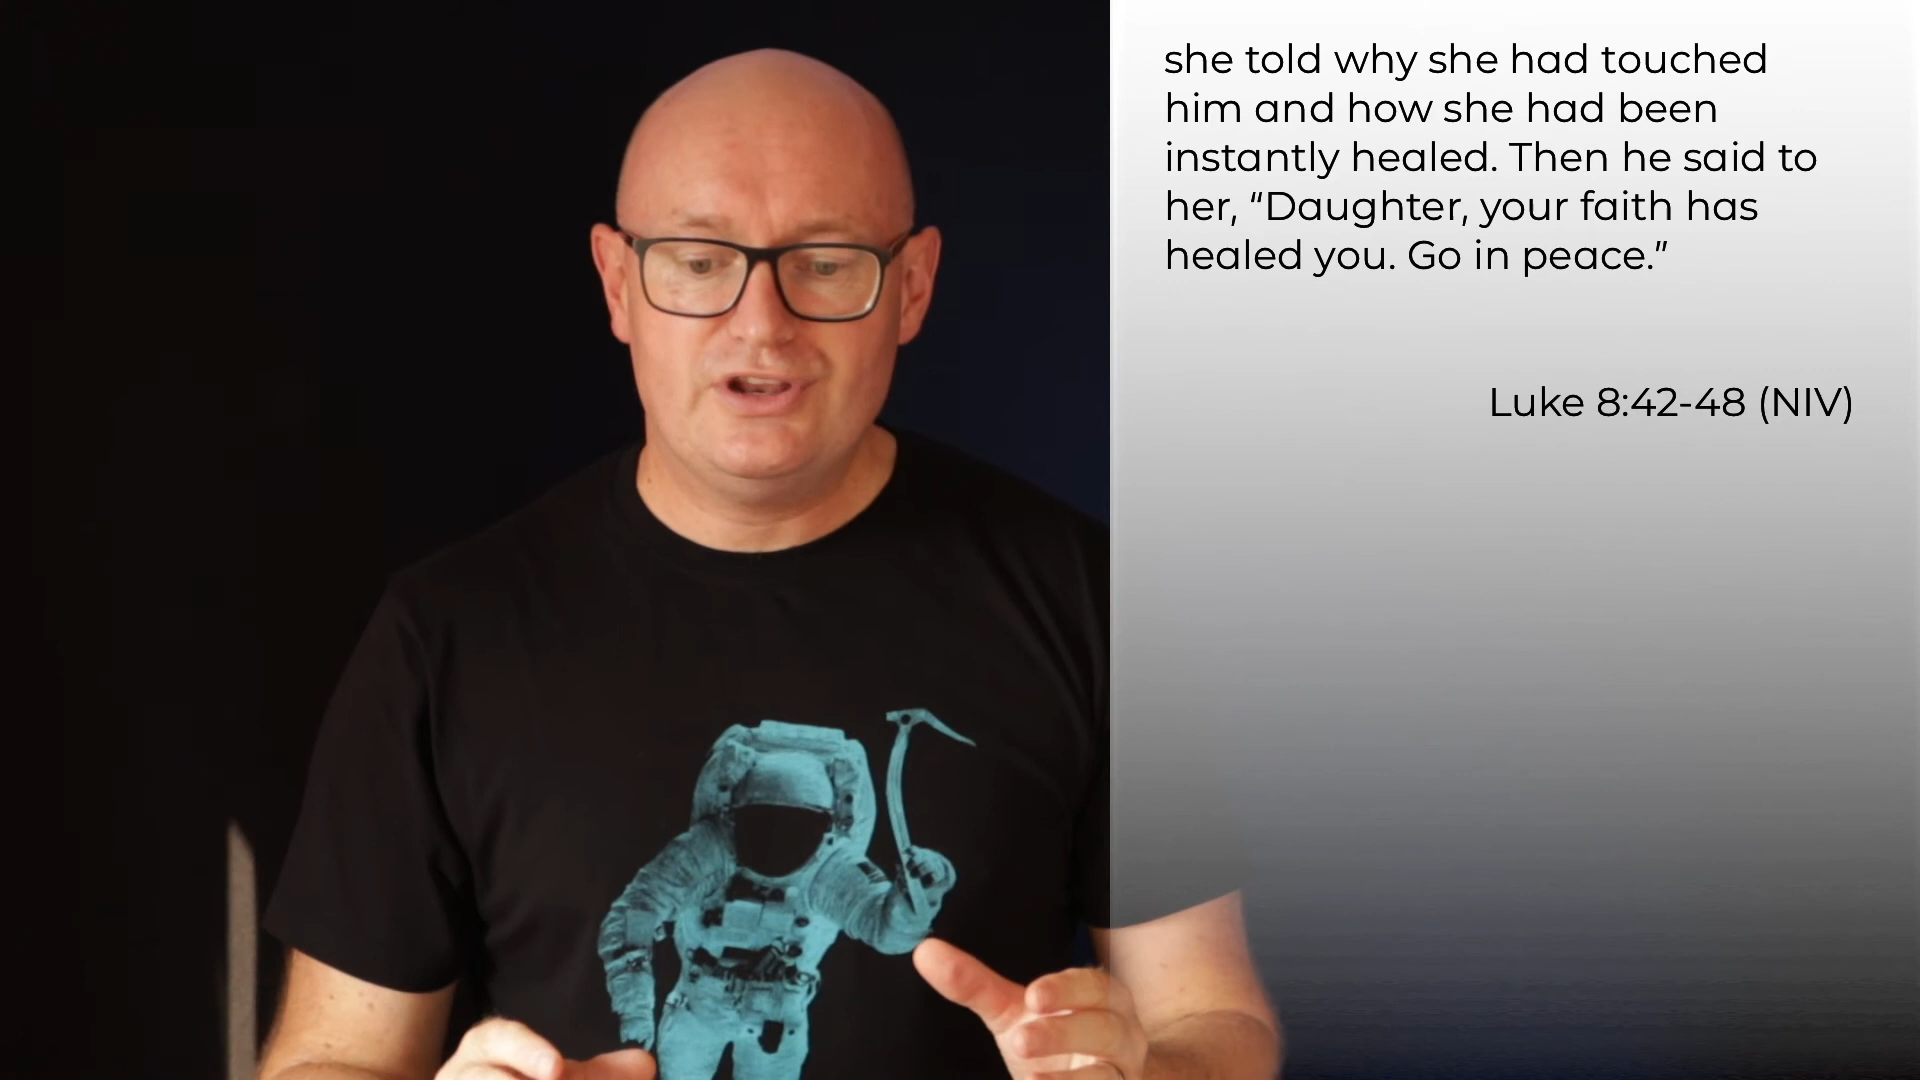 she told why she had touched
him and how she had been
instantly healed. Then he said to
her, “Daughter, your faith has
healed you. Go in peace.”
Luke 8:42-48 (NIV)